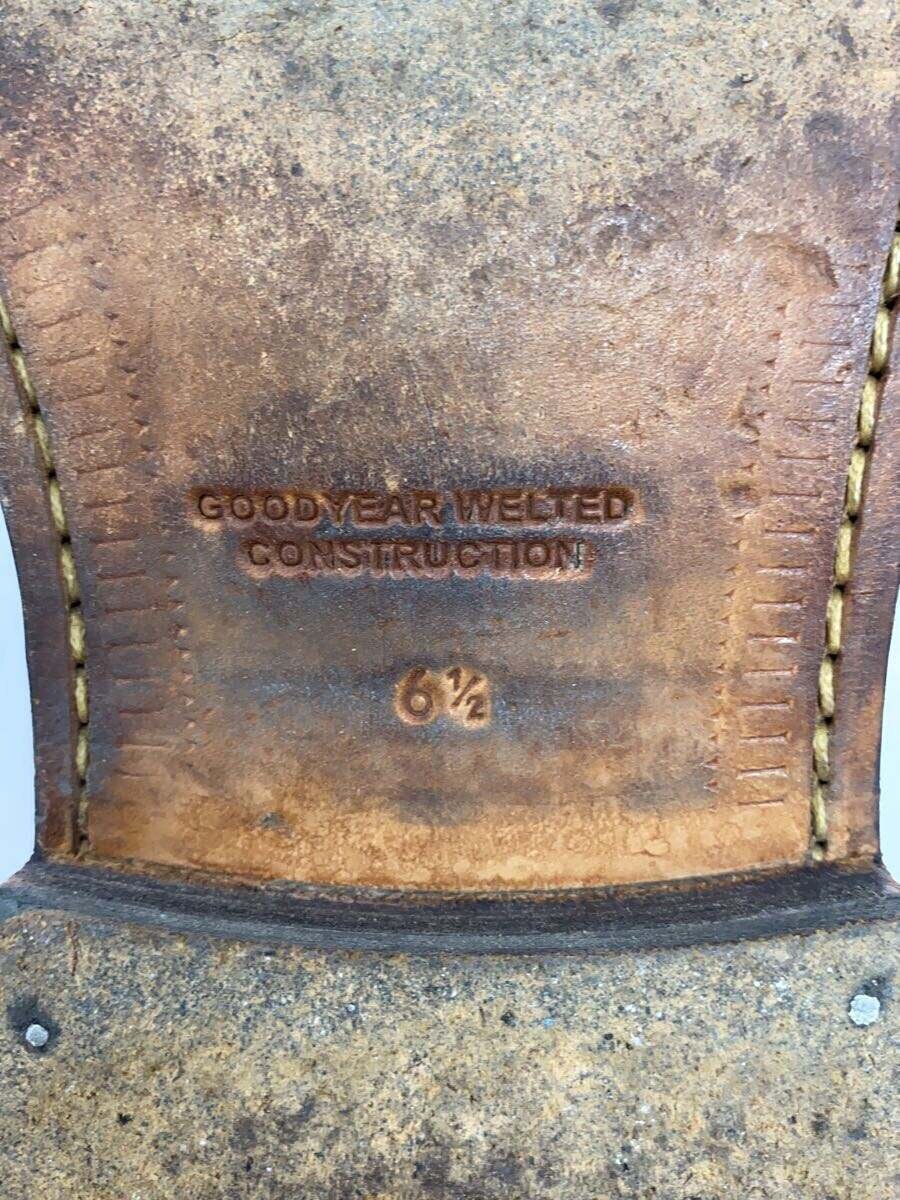 GOODYEAR WELTED
CONSTRUCTION
6½